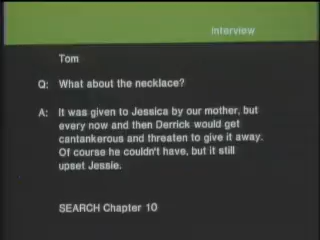 interview
Tom
Q: What about the necklace?
A: It was given to Jessica by our mother, but
every now and then Derrick would get
cantankerous and threaten to give it away.
Of course he couldn't have, but it still
upset Jessie.
SEARCH Chapter 10